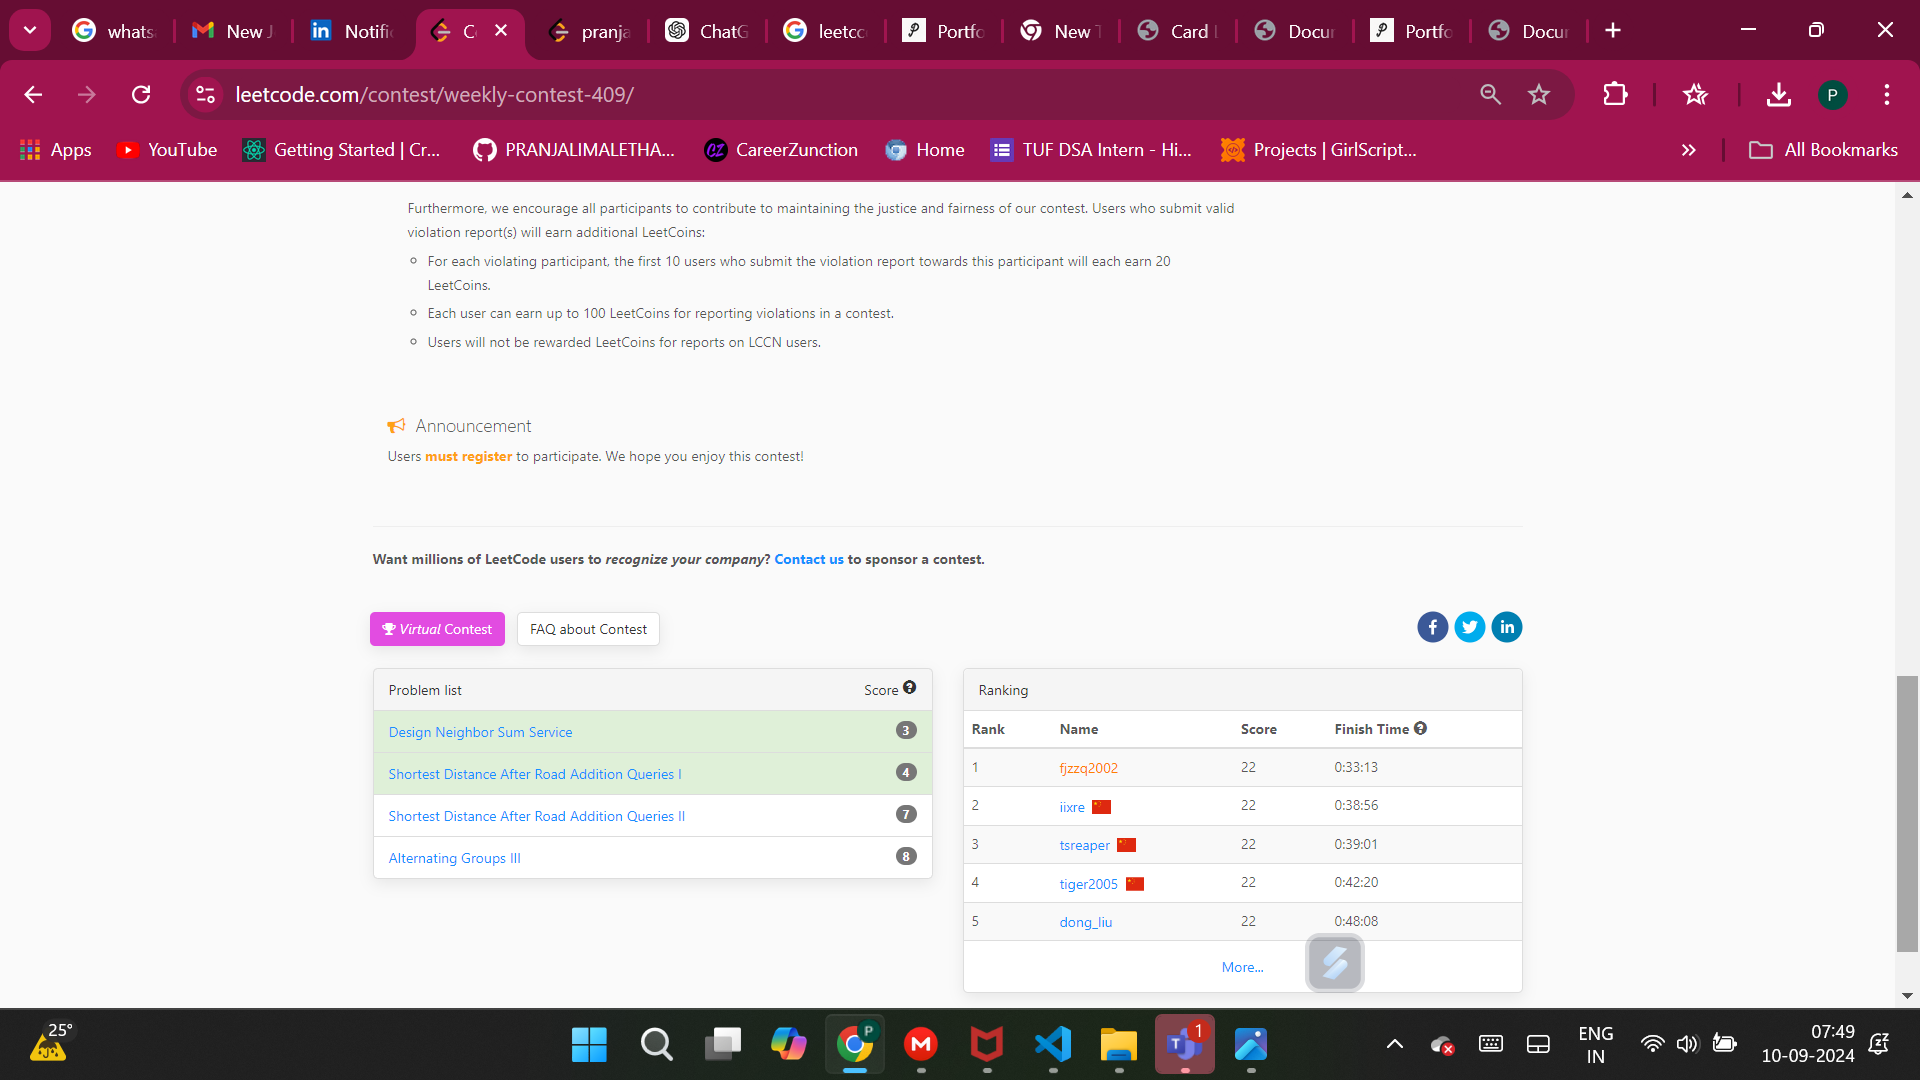 whats
New J
Notific
C
pranja
ChatG
leetcc
Portfo
New T
Card L
Docur
Portfo
Docur
leetcode.com/contest/weekly-contest-409/
P
Apps
YouTube
Getting Started | Cr...
PRANJALIMALETHA...
CareerZunction
Home
TUF DSA Intern - Hi...
Projects | GirlScript...
All Bookmarks
Furthermore, we encourage all participants to contribute to maintaining the justice and fairness of our contest. Users who submit valid
violation report(s) will earn additional LeetCoins:
For each violating participant, the first 10 users who submit the violation report towards this participant will each earn 20
LeetCoins.
Each user can earn up to 100 LeetCoins for reporting violations in a contest.
Users will not be rewarded LeetCoins for reports on LCCN users.
Announcement
Users must register to participate. We hope you enjoy this contest!
Want millions of LeetCode users to recognize your company? Contact us to sponsor a contest.
Virtual Contest
FAQ about Contest
Problem list Score
Design Neighbor Sum Service 3
Shortest Distance After Road Addition Queries I 4
Shortest Distance After Road Addition Queries II 7
Alternating Groups III 8
Ranking
Rank Name Score Finish Time
1 fjzzq2002 22 0:33:13
2 iixre 22 0:38:56
3 tsreaper 22 0:39:01
4 tiger2005 22 0:42:20
5 dong_liu 22 0:48:08
More...
25°
P
1
ENG
IN
07:49
10-09-2024